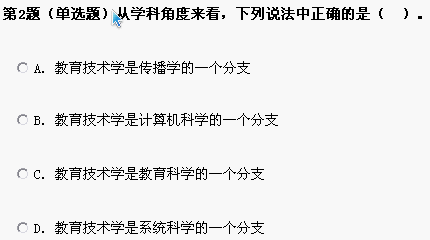 第2题（单选题）从学科角度来看，下列说法中正确的是（ ）.
A. 教育技术学是传播学的一个分支
B. 教育技术学是计算机科学的一个分支
C. 教育技术学是教育科学的一个分支
D. 教育技术学是系统科学的一个分支